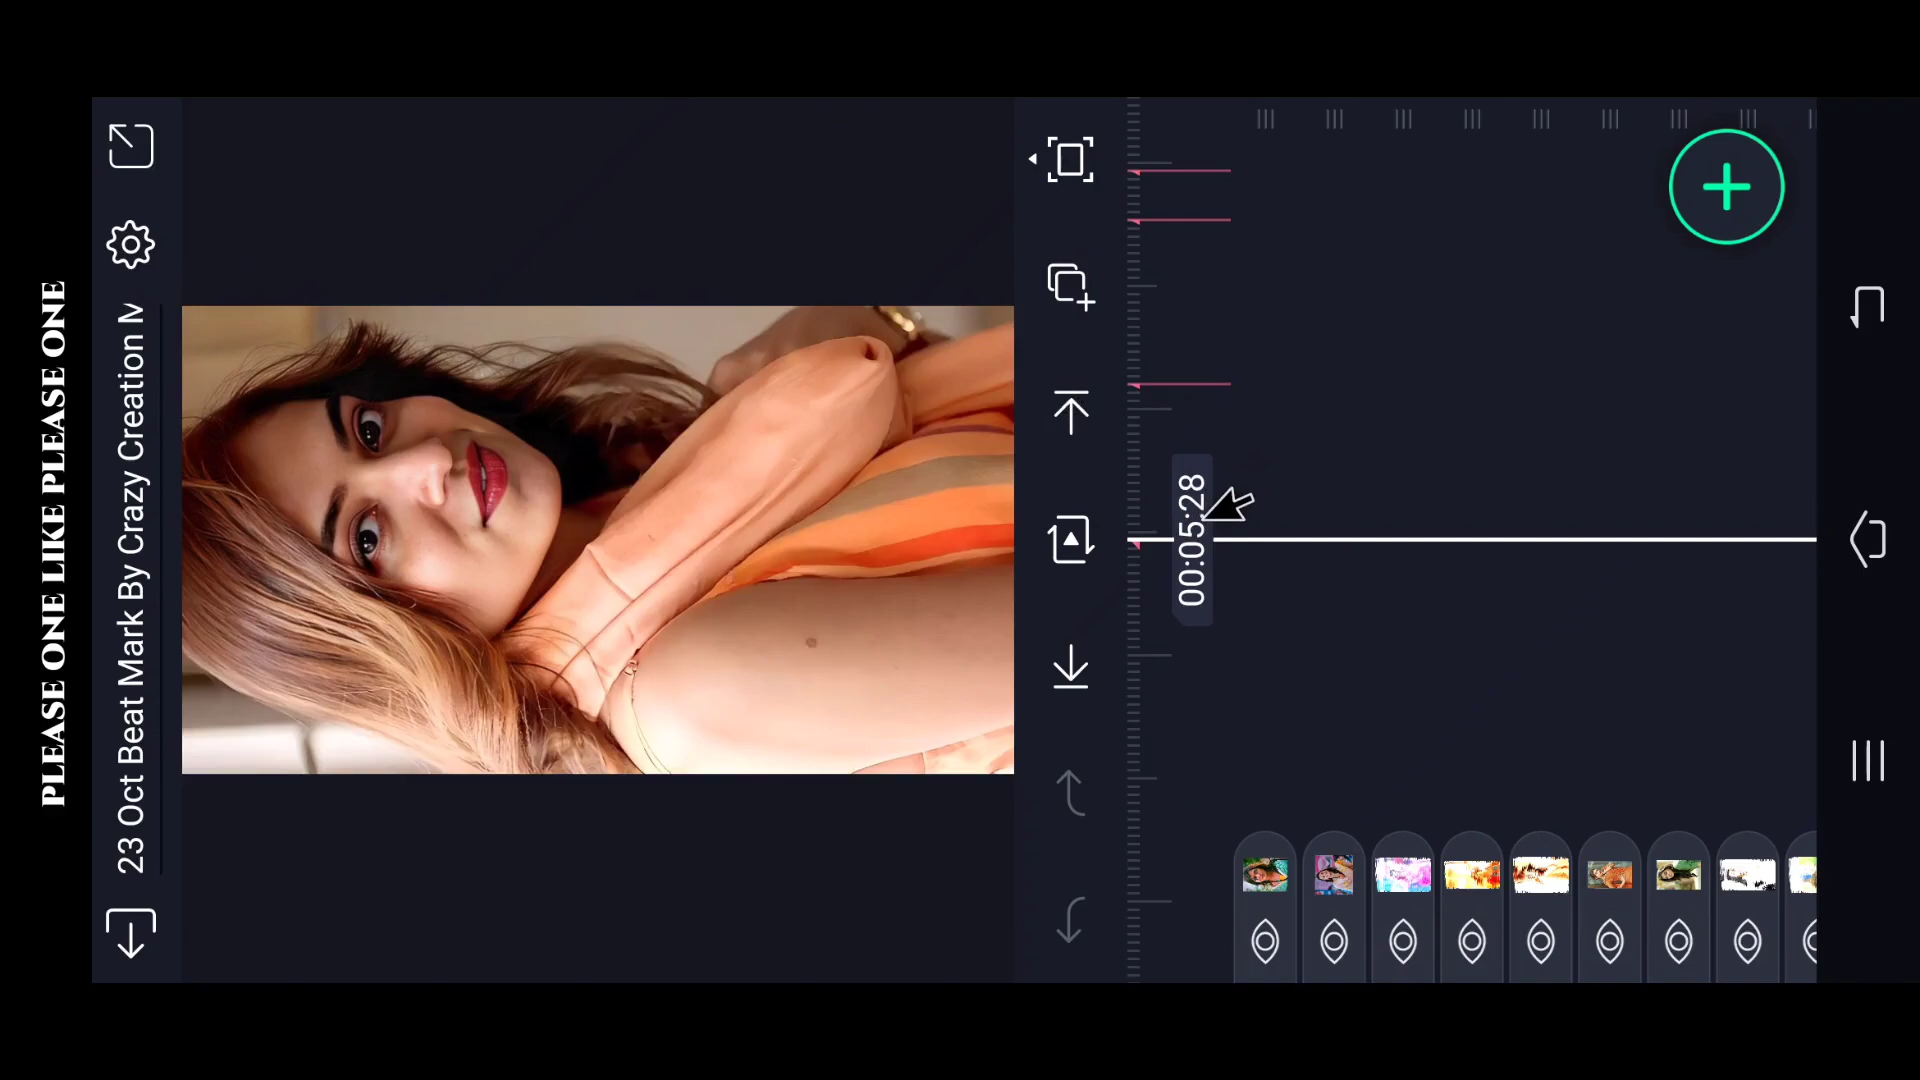 PLEASE ONE LIKE PLEASE ONE
23 Oct Beat Mark By Crazy Creation
00:05:28